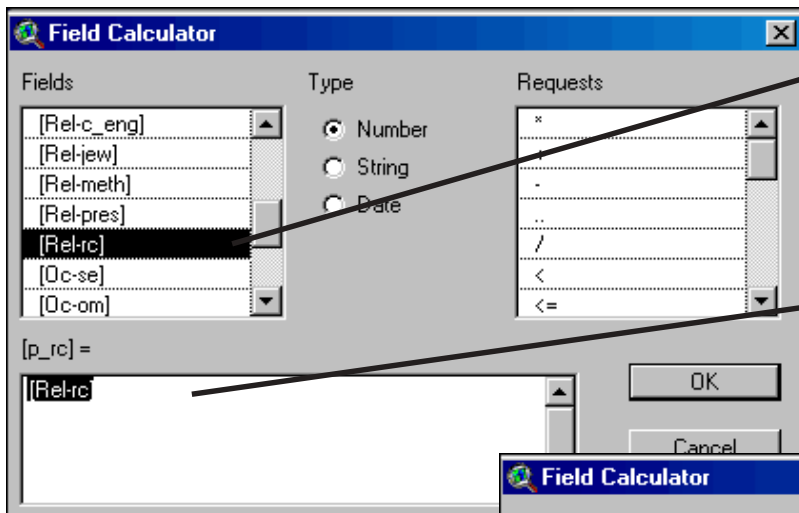 Field Calculator
Fields
Type
Requests
[Rel-c_eng]
[Rel-jew]
[Rel-meth]
[Rel-pres]
[Rel-rc]
[Oc-se]
[Oc-om]
Number
String
Date
*
-
..
/
<
<=
[p_rc] =
[Rel-rc]
OK
Cancel
Field Calculator